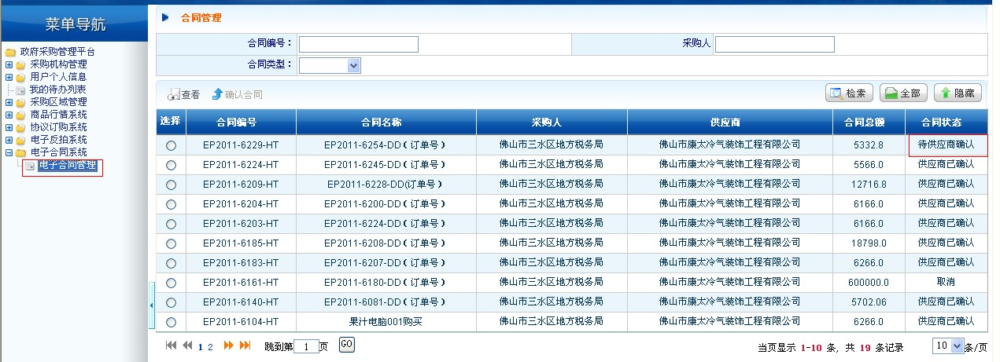 菜单导航
政府采购管理平台
采购机构管理
用户个人信息
我的待办列表
采购区域管理
商品行情系统
协议订购系统
电子反拍系统
电子合同系统
电子合同管理
合同管理
合同编号： 采购人
合同类型：
查看 确认合同 检索 全部 隐藏
选择 合同编号 合同名称 采购人 供应商 合同总额 合同状态
EP2011-6229-HT EP2011-6254-DD（订单号） 佛山市三水区地方税务局 佛山市康太冷气装饰工程有限公司 5332.8 待供应商确认
EP2011-6224-HT EP2011-6245-DD（订单号） 佛山市三水区地方税务局 佛山市康太冷气装饰工程有限公司 5566.0 供应商已确认
EP2011-6209-HT EP2011-6228-DD(订单号） 佛山市三水区地方税务局 佛山市康太冷气装饰工程有限公司 12716.8 供应商已确认
EP2011-6204-HT EP2011-6200-DD（订单号） 佛山市三水区地方税务局 佛山市康太冷气装饰工程有限公司 6166.0 供应商已确认
EP2011-6203-HT EP2011-6224-DD（订单号） 佛山市三水区地方税务局 佛山市康太冷气装饰工程有限公司 6166.0 供应商已确认
EP2011-6185-HT EP2011-6208-DD（订单号） 佛山市三水区地方税务局 佛山市康太冷气装饰工程有限公司 18798.0 供应商已确认
EP2011-6183-HT EP2011-6207-DD（订单号） 佛山市三水区地方税务局 佛山市康太冷气装饰工程有限公司 6266.0 供应商已确认
EP2011-6161-HT EP2011-6180-DD（订单号） 佛山市三水区地方税务局 佛山市康太冷气装饰工程有限公司 600000.0 取消
EP2011-6140-HT EP2011-6081-DD（订单号） 佛山市三水区地方税务局 佛山市康太冷气装饰工程有限公司 5702.06 供应商已确认
EP2011-6104-HT 果汁电脑001购买 佛山市三水区地方税务局 佛山市康太冷气装饰工程有限公司 6266.0 供应商已确认
1 2 跳到第 1 页 GO 当页显示 1-10 条, 共 19 条记录 10 条/页